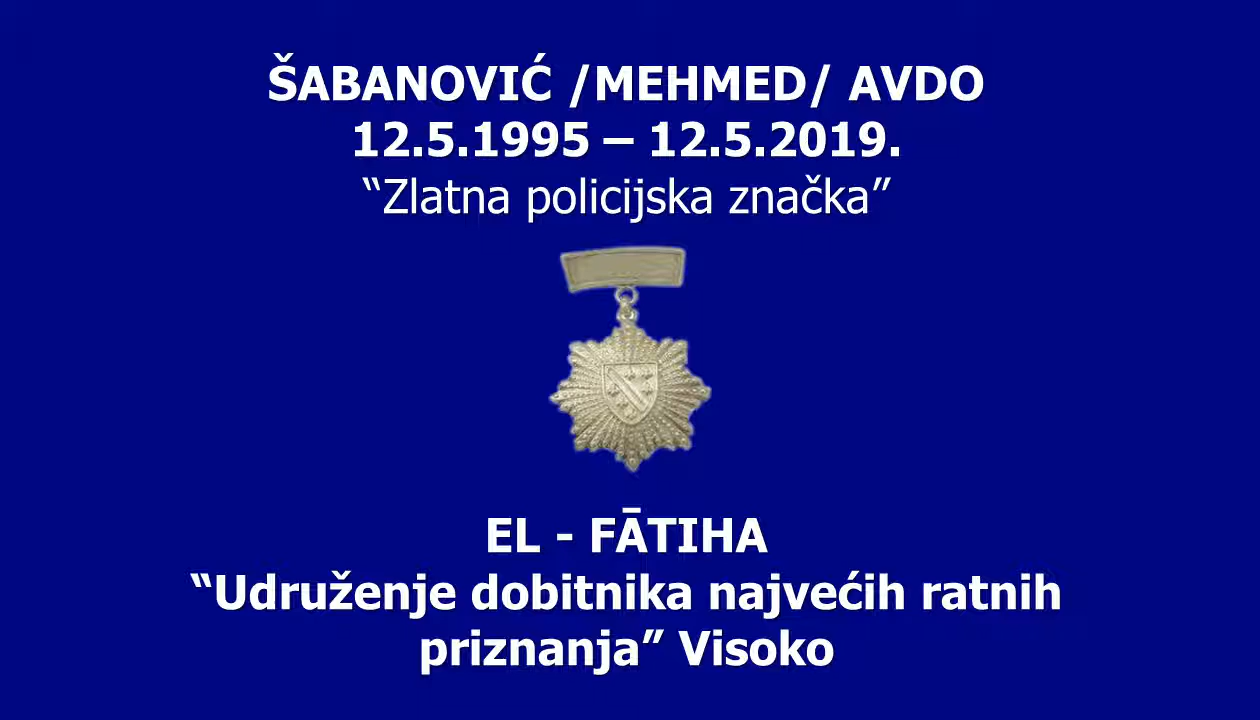 ŠABANOVIĆ /MEHMED/ AVDO
12.5.1995 – 12.5.2019.
“Zlatna policijska značka”
EL - FĀTIHA
“Udruženje dobitnika najvećih ratnih
priznanja” Visoko